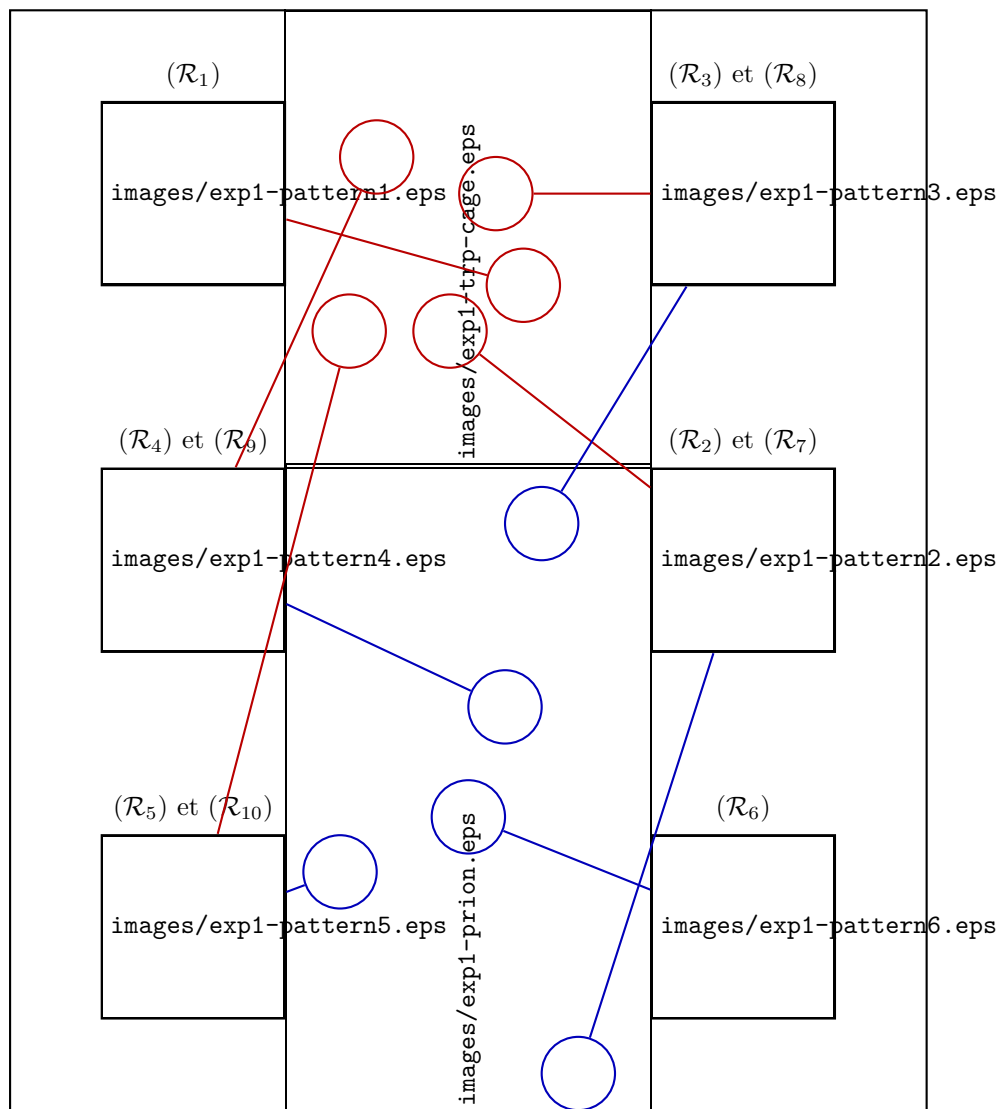 (ℛ₁)
(ℛ₃) et (ℛ₈)
images/exp1-pattern1.eps
images/exp1-trp-cage.eps
images/exp1-pattern3.eps
(ℛ₄) et (ℛ₉)
(ℛ₂) et (ℛ₇)
images/exp1-pattern4.eps
images/exp1-pattern2.eps
(ℛ₅) et (ℛ₁₀)
(ℛ₆)
images/exp1-pattern5.eps
images/exp1-prion.eps
images/exp1-pattern6.eps